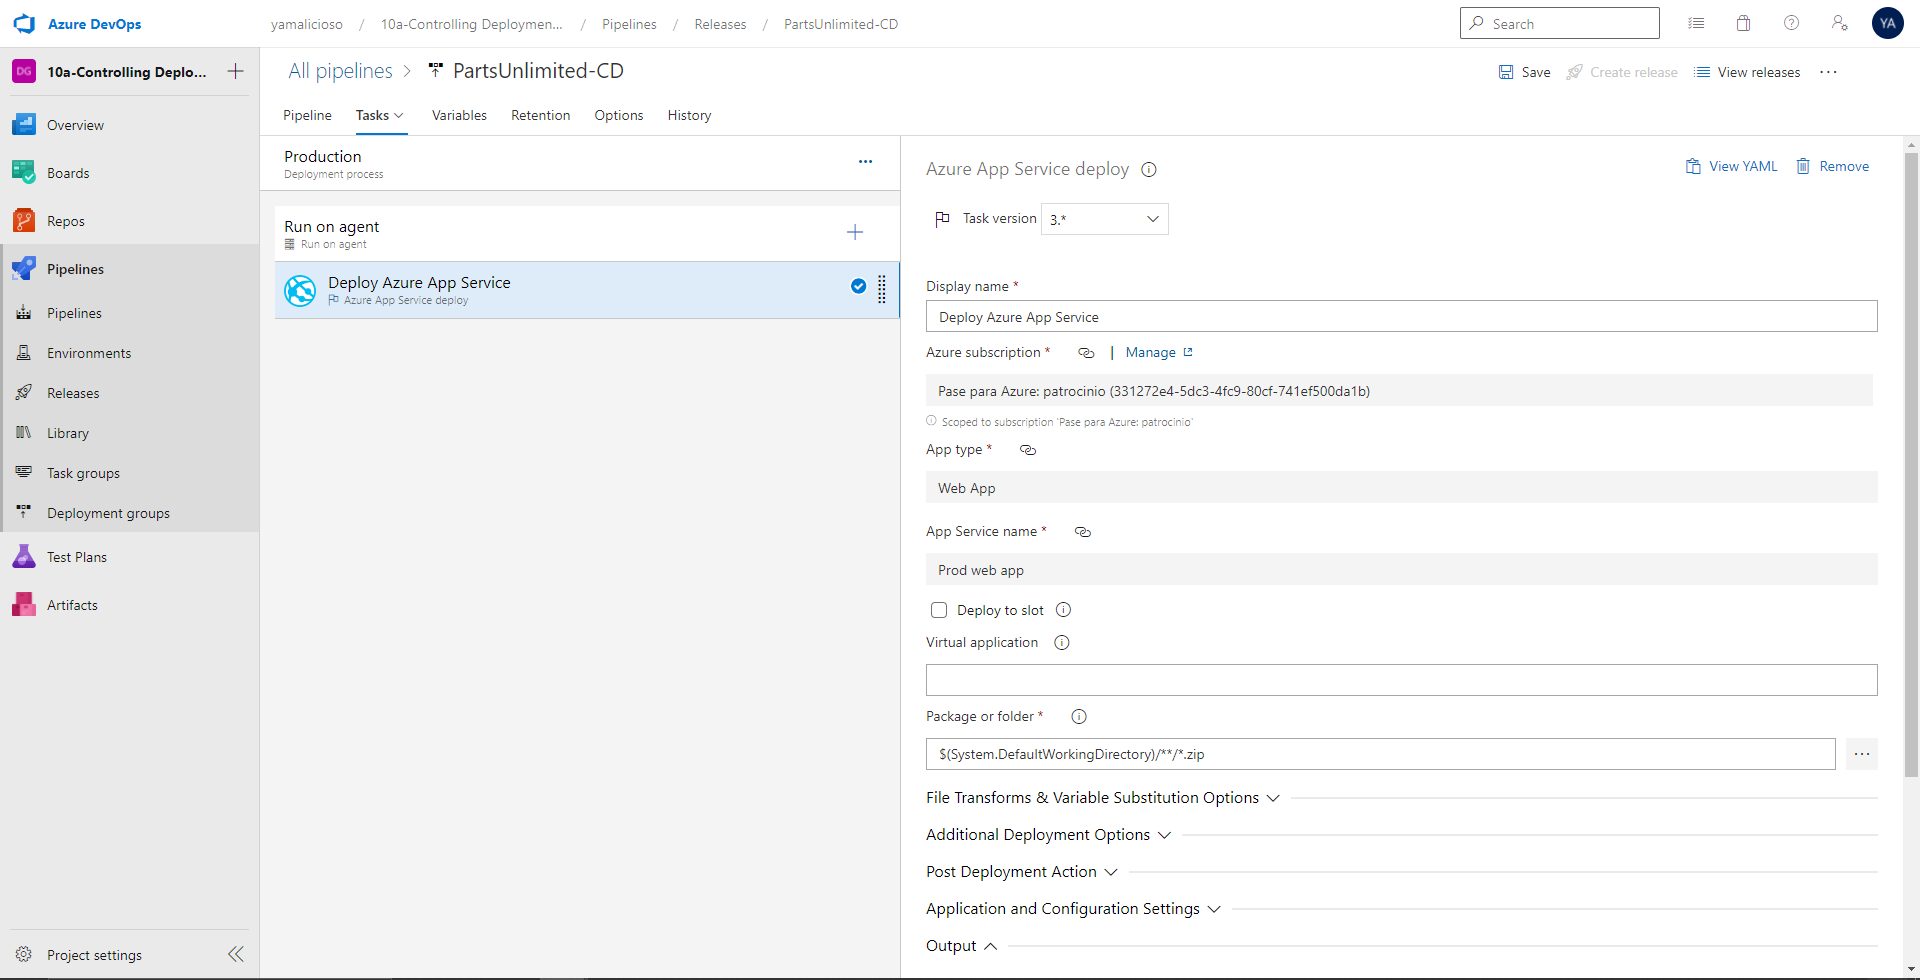 Azure DevOps
yamalicioso / 10a-Controlling Deploymen... / Pipelines / Releases / PartsUnlimited-CD
Search
YA
DG
10a-Controlling Deplo...
Overview
Boards
Repos
Pipelines
Pipelines
Environments
Releases
Library
Task groups
Deployment groups
Test Plans
Artifacts
Project settings
All pipelines > PartsUnlimited-CD
Save
Create release
View releases
Pipeline
Tasks
Variables
Retention
Options
History
Production
Deployment process
Run on agent
Run on agent
Deploy Azure App Service
Azure App Service deploy
Azure App Service deploy
View YAML
Remove
Task version
3.*
Display name *
Deploy Azure App Service
Azure subscription * | Manage
Pase para Azure: patrocinio (331272e4-5dc3-4fc9-80cf-741ef500da1b)
Scoped to subscription 'Pase para Azure: patrocinio'
App type *
Web App
App Service name *
Prod web app
Deploy to slot
Virtual application
Package or folder *
$(System.DefaultWorkingDirectory)/**/*.zip
File Transforms & Variable Substitution Options
Additional Deployment Options
Post Deployment Action
Application and Configuration Settings
Output